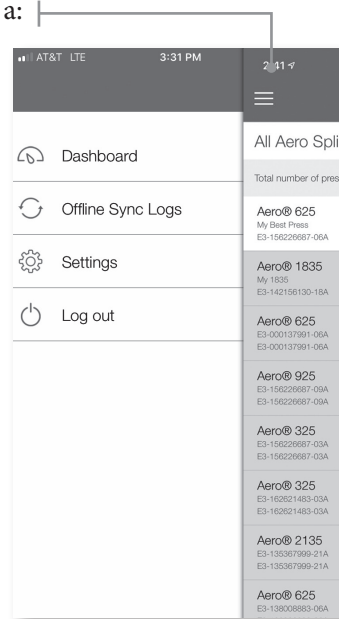 a:
AT&T LTE 3:31 PM
Dashboard
Offline Sync Logs
Settings
Log out
2:41
All Aero Spli
Total number of pres
Aero® 625
My Best Press
E3-156226687-06A
Aero® 1835
My 1835
E3-142156130-18A
Aero® 625
E3-000137991-06A
E3-000137991-06A
Aero® 925
E3-156226687-09A
E3-156226687-09A
Aero® 325
E3-156226687-03A
E3-156226687-03A
Aero® 325
E3-162621483-03A
E3-162621483-03A
Aero® 2135
E3-135367999-21A
E3-135367999-21A
Aero® 625
E3-138008883-06A